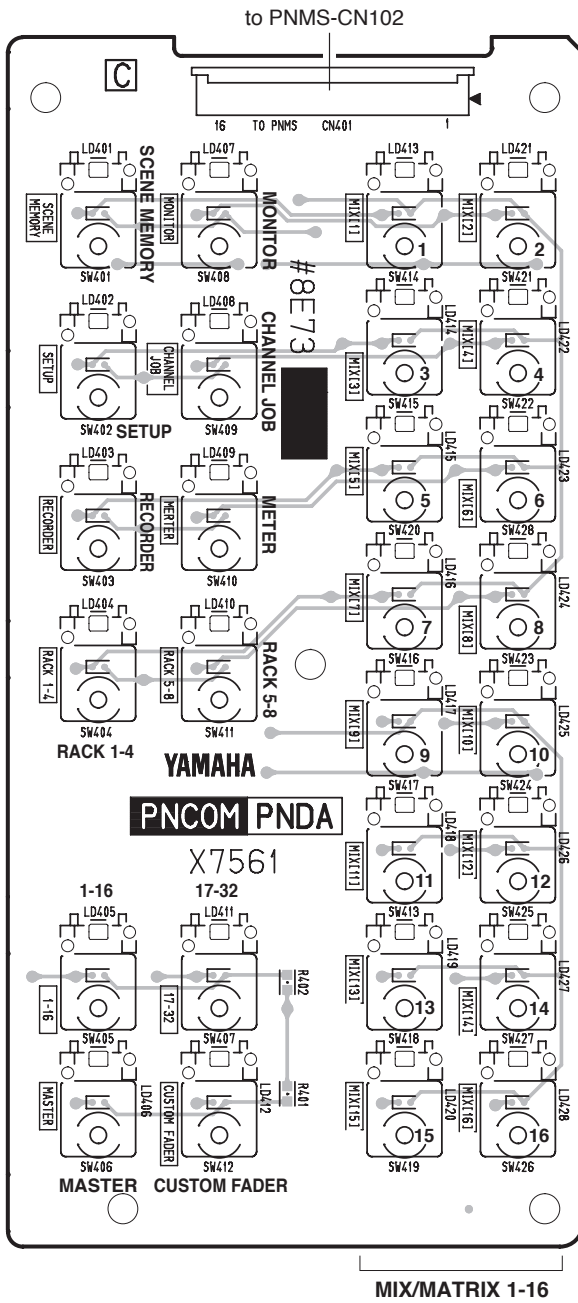 to PNMS-CN102
C
16 TO PNMS CN401 1
LD401 LD407 LD413 LD421
SCENE MEMORY
SCENE MEMORY
MONITOR
MONITOR
MIX[1]
1
MIX[2]
2
SW401 SW408 SW414 SW421
#8E73
LD402 LD408 LD414 LD422
SETUP
CHANNEL JOB
CHANNEL JOB
MIX[3]
3
MIX[4]
4
SW402 SETUP SW409 SW415 SW422
LD403 LD409 LD415 LD423
RECORDER
RECORDER
MERTER
METER
MIX[5]
5
MIX[6]
6
SW403 SW410 SW420 SW428
LD404 LD410 LD416 LD424
RACK 1-4
RACK 5-8
RACK 5-8
MIX[7]
7
MIX[8]
8
SW404 SW411 SW416 SW423
RACK 1-4
LD417 LD425
MIX[9]
9
MIX[10]
10
YAMAHA
SW417 SW424
PNCOM PNDA
X7561
LD418 LD426
MIX[11]
11
MIX[12]
12
1-16 17-32
SW413 SW425
LD405 LD411 LD419 LD427
1-16
17-32
R402
MIX[13]
13
MIX[14]
14
SW405 SW407 SW418 SW427
LD406 LD412 R401 LD420 LD428
MASTER
CUSTOM FADER
MIX[15]
15
MIX[16]
16
SW406 SW412 SW419 SW426
MASTER CUSTOM FADER
MIX/MATRIX 1-16